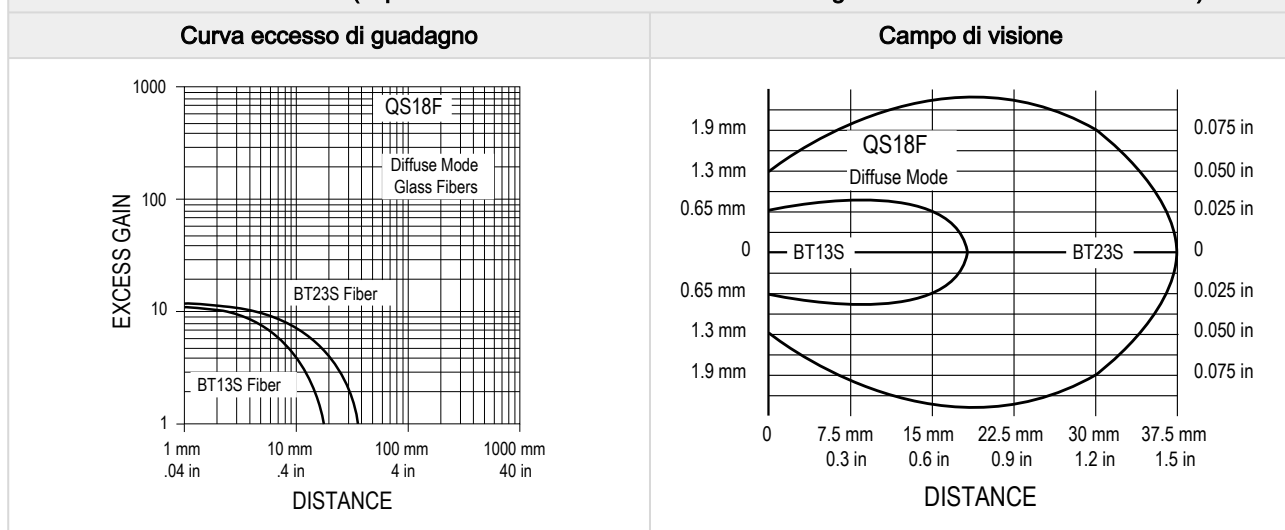 Curva eccesso di guadagno
Campo di visione
1000
100
10
1
EXCESS GAIN
QS18F
Diffuse Mode
Glass Fibers
BT23S Fiber
BT13S Fiber
1 mm 10 mm 100 mm 1000 mm
.04 in .4 in 4 in 40 in
DISTANCE
1.9 mm 0.075 in
QS18F
1.3 mm 0.050 in
Diffuse Mode
0.65 mm 0.025 in
0 BT13S BT23S 0
0.65 mm 0.025 in
1.3 mm 0.050 in
1.9 mm 0.075 in
0 7.5 mm 15 mm 22.5 mm 30 mm 37.5 mm
0.3 in 0.6 in 0.9 in 1.2 in 1.5 in
DISTANCE